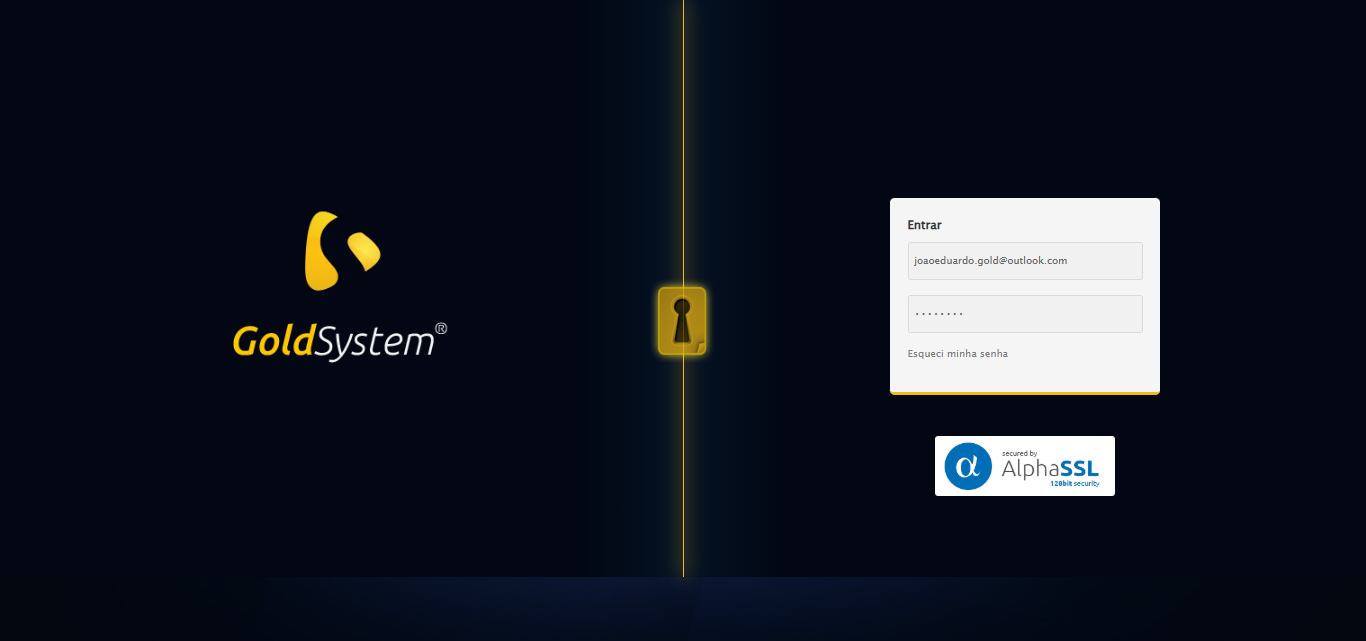 GoldSystem®
Entrar
joaoeduardo.gold@outlook.com
········
Esqueci minha senha
secured by
AlphaSSL
128bit security